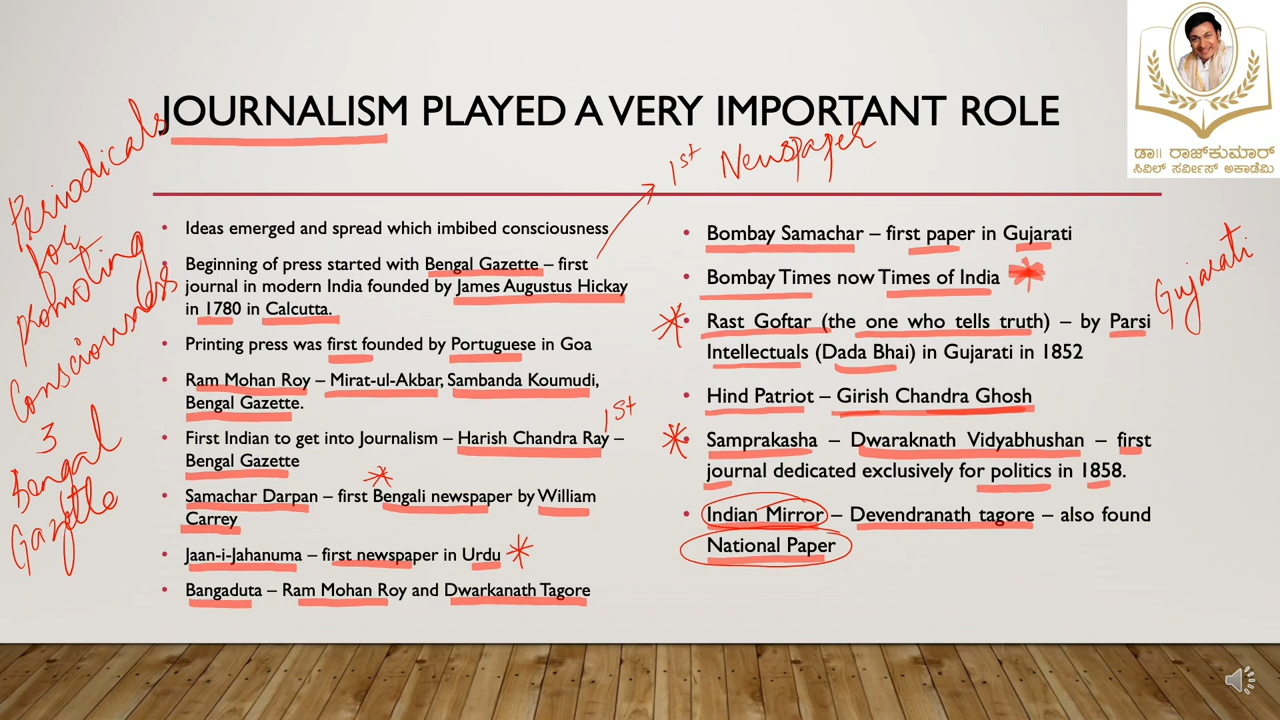 JOURNALISM PLAYED A VERY IMPORTANT ROLE
ಡಾ|| ರಾಜ್‌ಕುಮಾರ್
ಸಿವಿಲ್ ಸರ್ವೀಸ್ ಅಕಾಡೆಮಿ
1st Newspaper
Periodicals
for
Promoting
Consciousness
3
Bengal
Gazette
• Ideas emerged and spread which imbibed consciousness
• Beginning of press started with Bengal Gazette – first
journal in modern India founded by James Augustus Hickay
in 1780 in Calcutta.
• Printing press was first founded by Portuguese in Goa
• Ram Mohan Roy – Mirat-ul-Akbar, Sambanda Koumudi,
Bengal Gazette.
1st
• First Indian to get into Journalism – Harish Chandra Ray –
Bengal Gazette
• Samachar Darpan – first Bengali newspaper by William
Carrey
• Jaan-i-Jahanuma – first newspaper in Urdu
• Bangaduta – Ram Mohan Roy and Dwarkanath Tagore
• Bombay Samachar – first paper in Gujarati
• Bombay Times now Times of India
• Rast Goftar (the one who tells truth) – by Parsi
Intellectuals (Dada Bhai) in Gujarati in 1852
Gujarati
• Hind Patriot – Girish Chandra Ghosh
• Samprakasha – Dwaraknath Vidyabhushan – first
journal dedicated exclusively for politics in 1858.
• Indian Mirror – Devendranath tagore – also found
National Paper